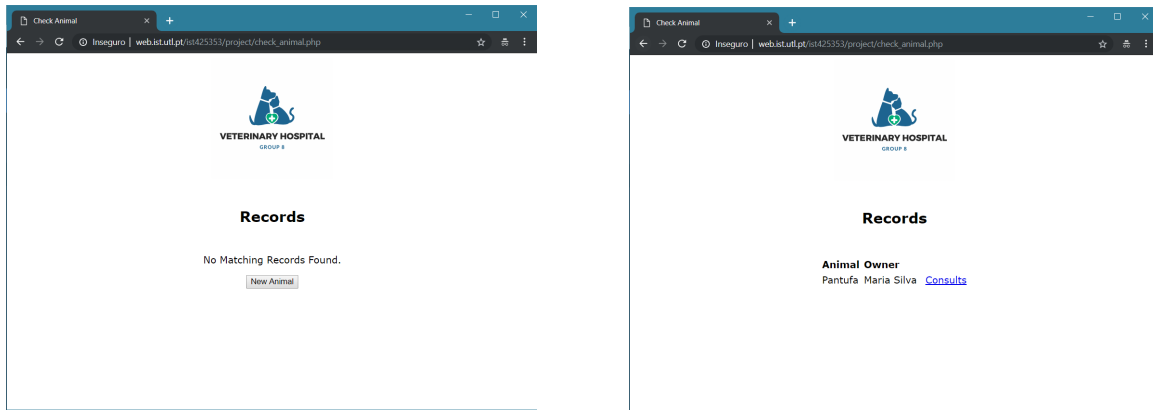 Check Animal
Inseguro | web.ist.utl.pt/ist425353/project/check_animal.php
VETERINARY HOSPITAL
GROUP 8
Records
No Matching Records Found.
New Animal
Check Animal
Inseguro | web.ist.utl.pt/ist425353/project/check_animal.php
VETERINARY HOSPITAL
GROUP 8
Records
Animal Owner
Pantufa Maria Silva Consults